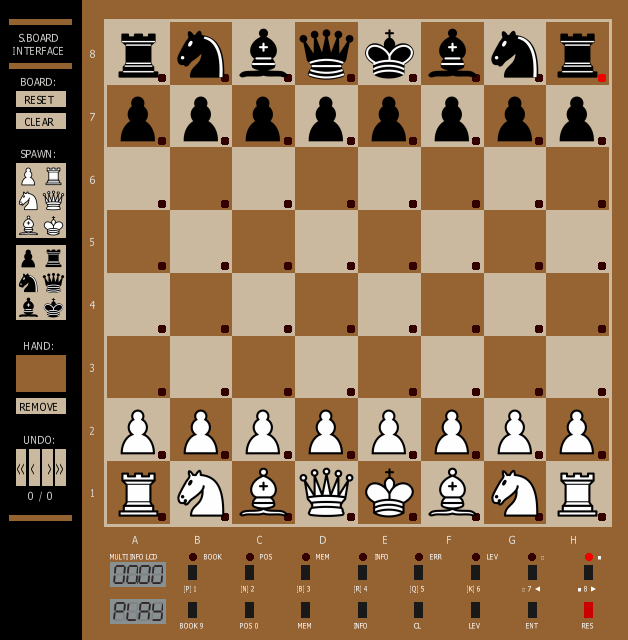 S.BOARD
INTERFACE
BOARD:
RESET
CLEAR
SPAWN:
HAND:
REMOVE
UNDO:
0 / 0
8
7
6
5
4
3
2
1
A B C D E F G H
MULTI INFO LCD BOOK POS MEM INFO ERR LEV
0000
[P] 1 [N] 2 [B] 3 [R] 4 [Q] 5 [K] 6 7 ◀ 8 ▶
PLAY
BOOK 9 POS 0 MEM INFO CL LEV ENT RES